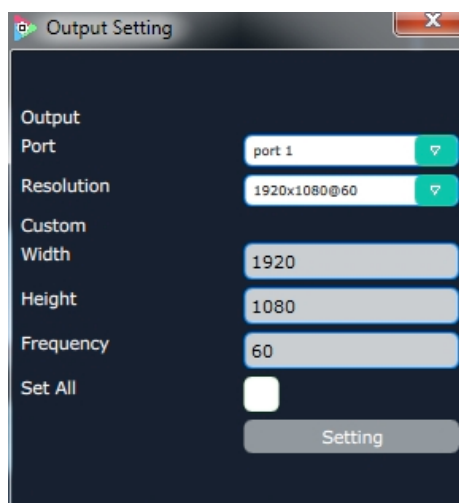 Output Setting
Output
Port port 1
Resolution 1920x1080@60
Custom
Width 1920
Height 1080
Frequency 60
Set All
Setting